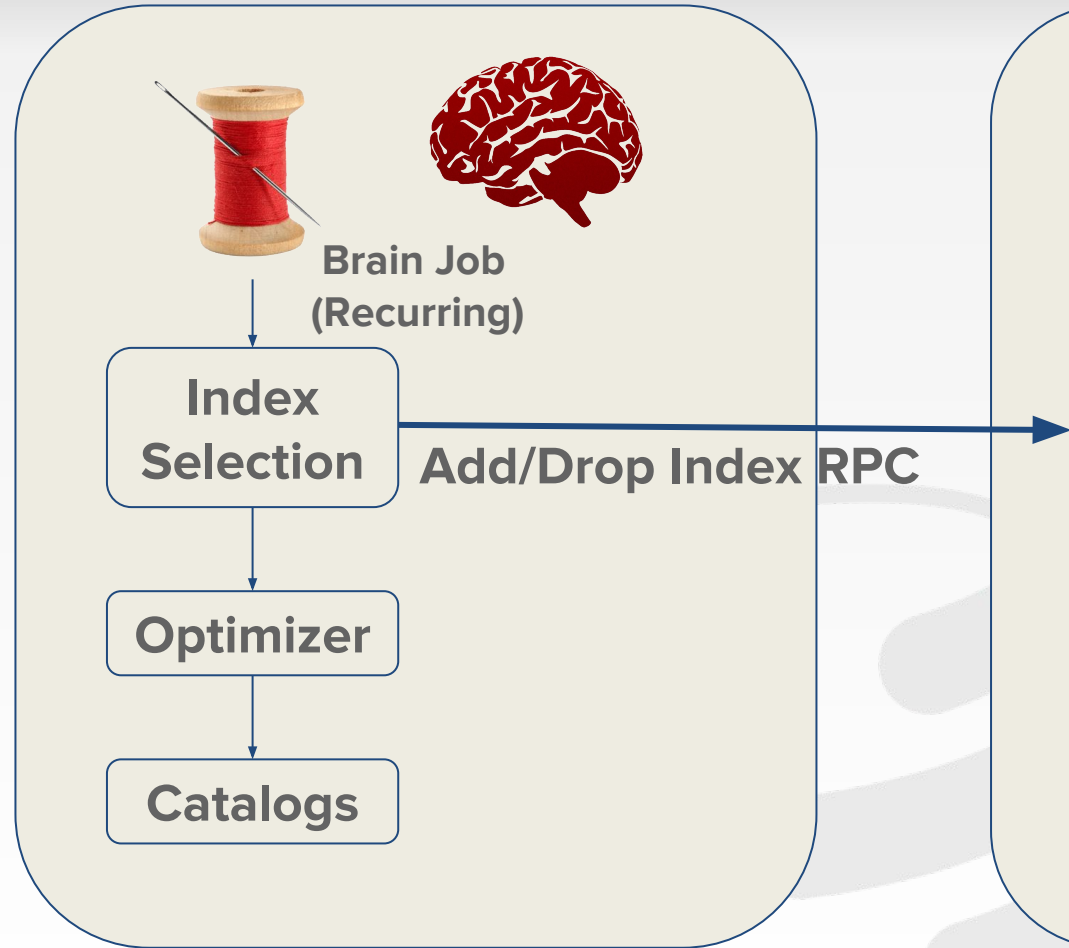 Brain Job
(Recurring)
Index
Selection
Add/Drop Index RPC
Optimizer
Catalogs